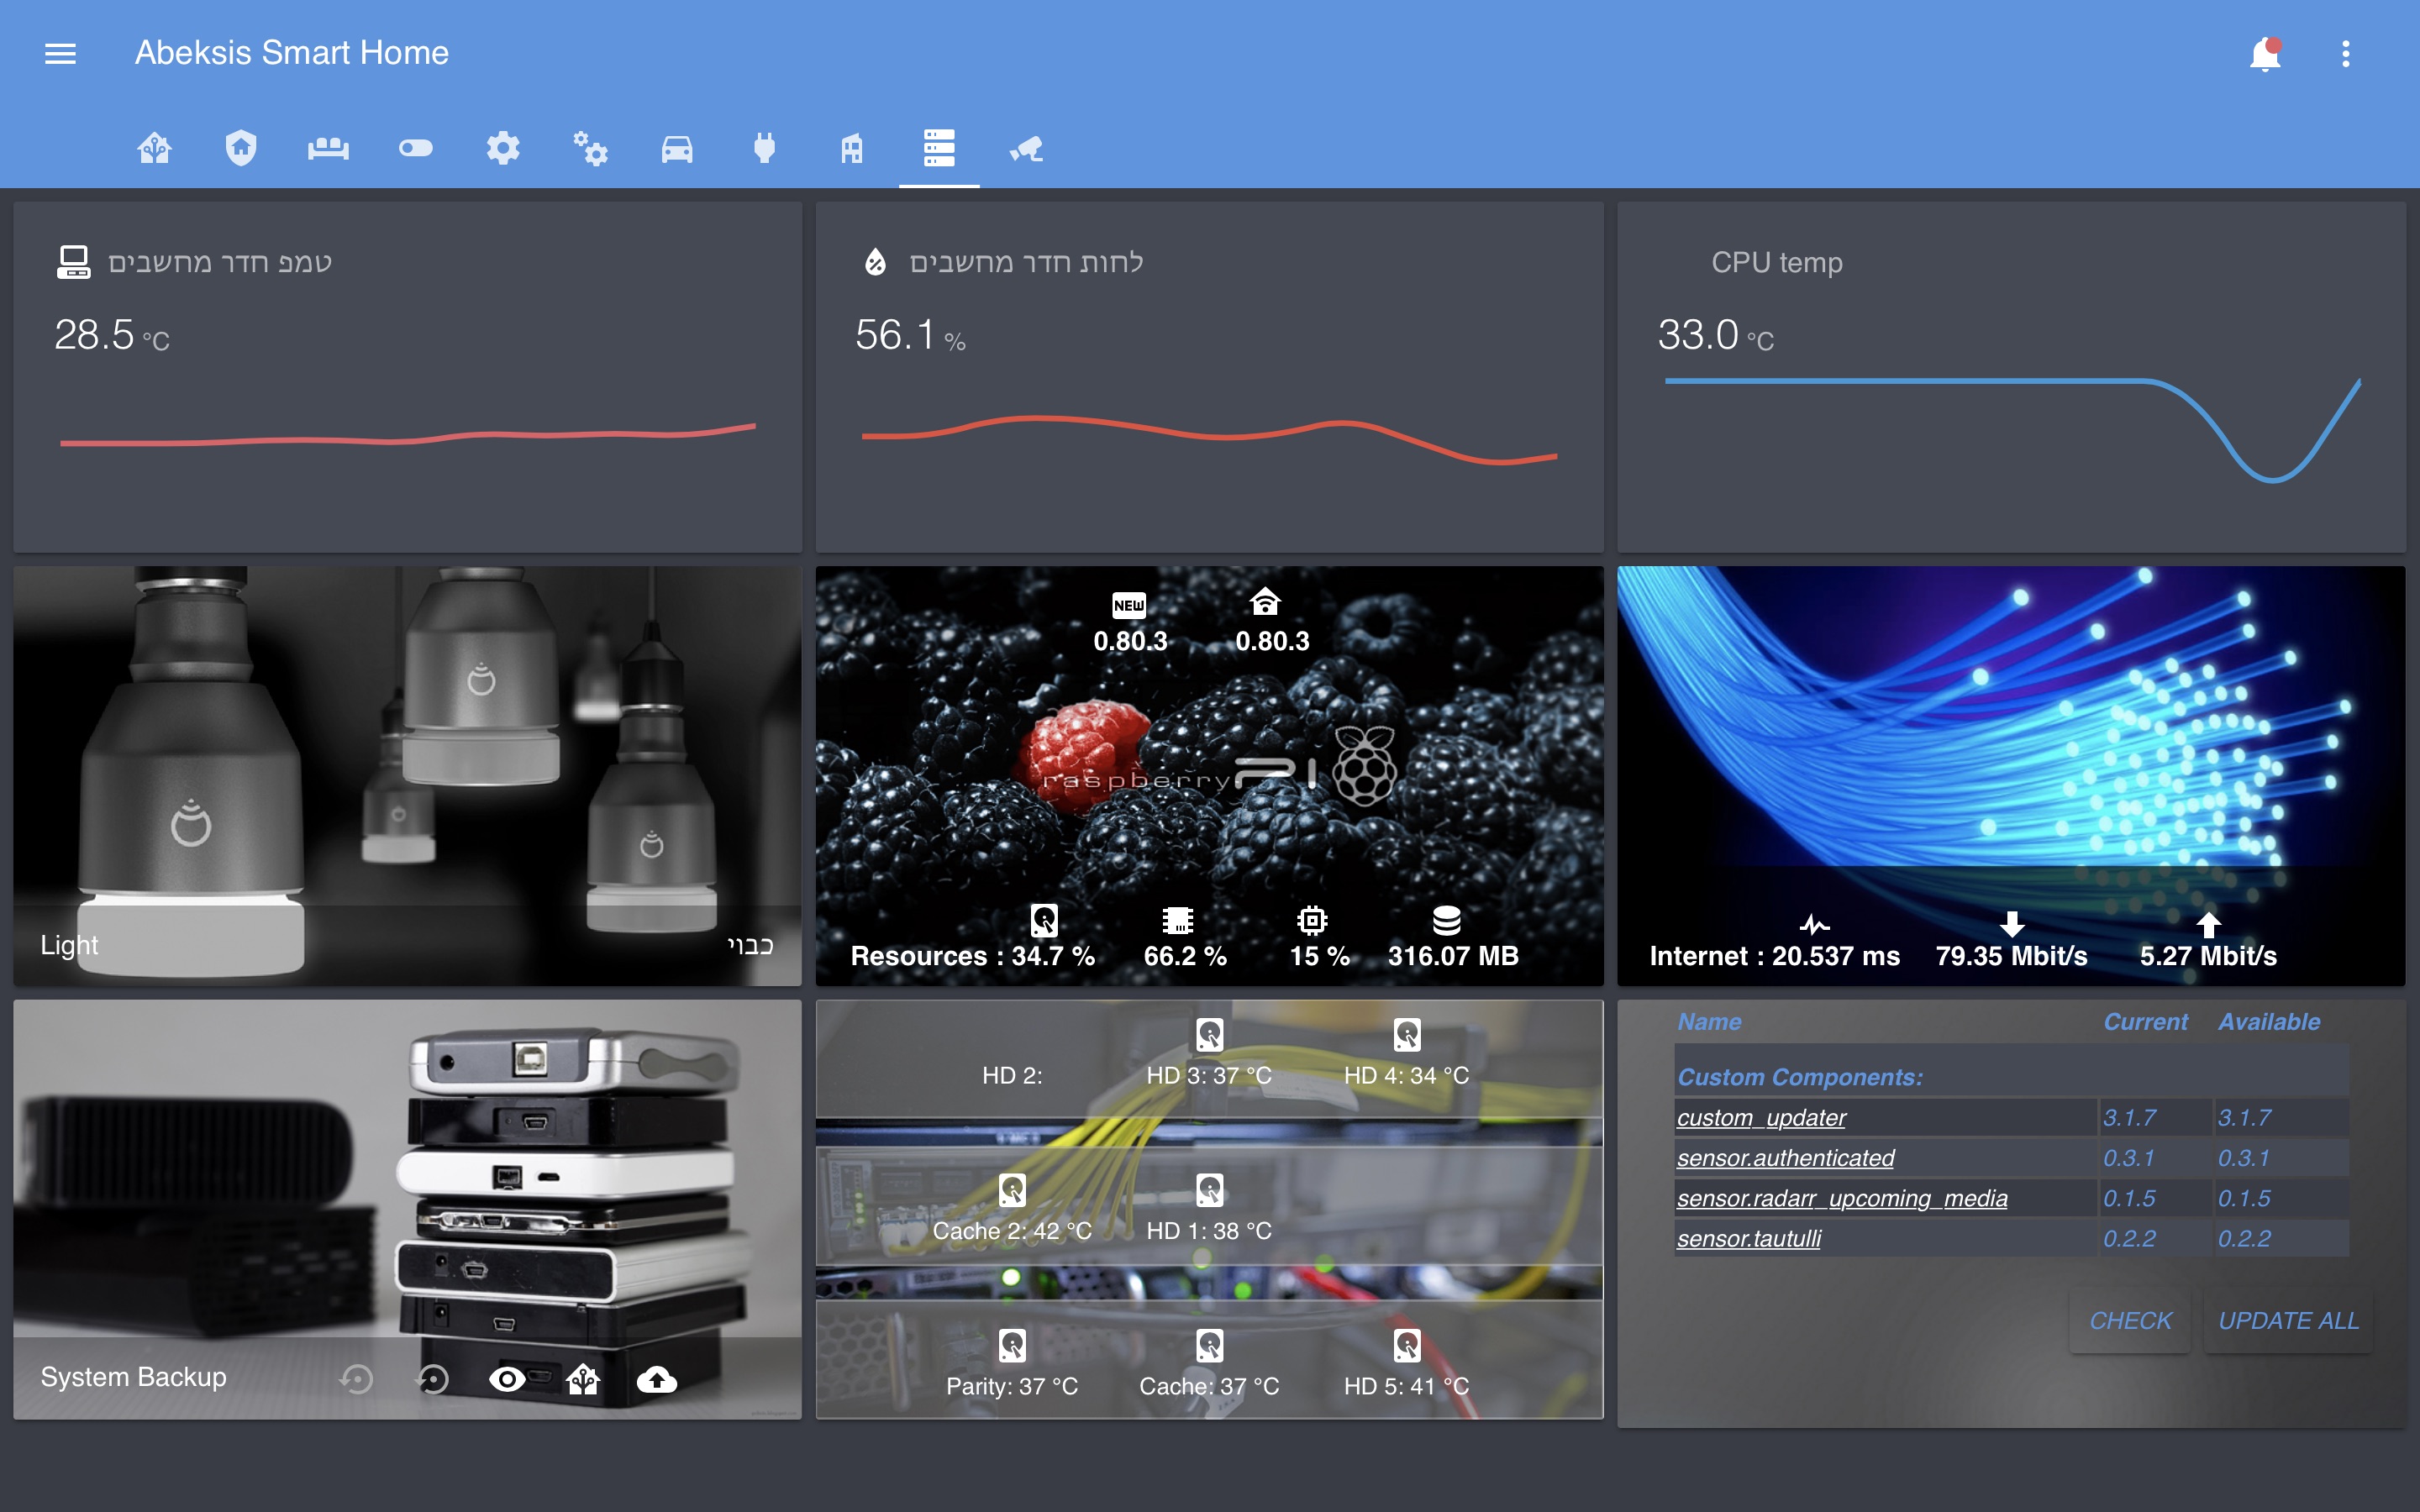 Abeksis Smart Home
טמפ חדר מחשבים
28.5 °C
לחות חדר מחשבים
56.1 %
CPU temp
33.0 °C
Light
כבוי
NEW
0.80.3 0.80.3
raspberry PI
Resources : 34.7 % 66.2 % 15 % 316.07 MB
Internet : 20.537 ms 79.35 Mbit/s 5.27 Mbit/s
System Backup
HD 2: HD 3: 37 °C HD 4: 34 °C
Cache 2: 42 °C HD 1: 38 °C
Parity: 37 °C Cache: 37 °C HD 5: 41 °C
Name Current Available
Custom Components:
custom_updater 3.1.7 3.1.7
sensor.authenticated 0.3.1 0.3.1
sensor.radarr_upcoming_media 0.1.5 0.1.5
sensor.tautulli 0.2.2 0.2.2
CHECK UPDATE ALL